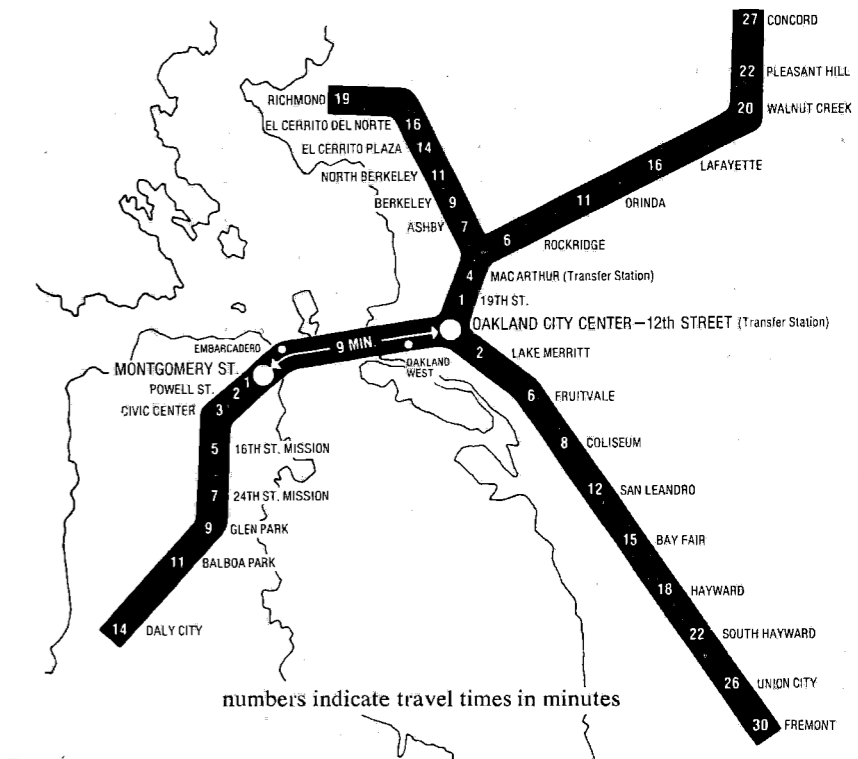 27 CONCORD
22 PLEASANT HILL
20 WALNUT CREEK
16 LAFAYETTE
11 ORINDA
6 ROCKRIDGE
RICHMOND 19
EL CERRITO DEL NORTE 16
EL CERRITO PLAZA 14
NORTH BERKELEY 11
BERKELEY 9
ASHBY 7
4 MAC ARTHUR (Transfer Station)
1 19TH ST.
OAKLAND CITY CENTER–12th STREET (Transfer Station)
9 MIN.
EMBARCADERO
OAKLAND
WEST
MONTGOMERY ST.
1
POWELL ST. 2
CIVIC CENTER 3
5 16TH ST. MISSION
7 24TH ST. MISSION
9 GLEN PARK
11 BALBOA PARK
14 DALY CITY
2 LAKE MERRITT
6 FRUITVALE
8 COLISEUM
12 SAN LEANDRO
15 BAY FAIR
18 HAYWARD
22 SOUTH HAYWARD
26 UNION CITY
30 FREMONT
numbers indicate travel times in minutes